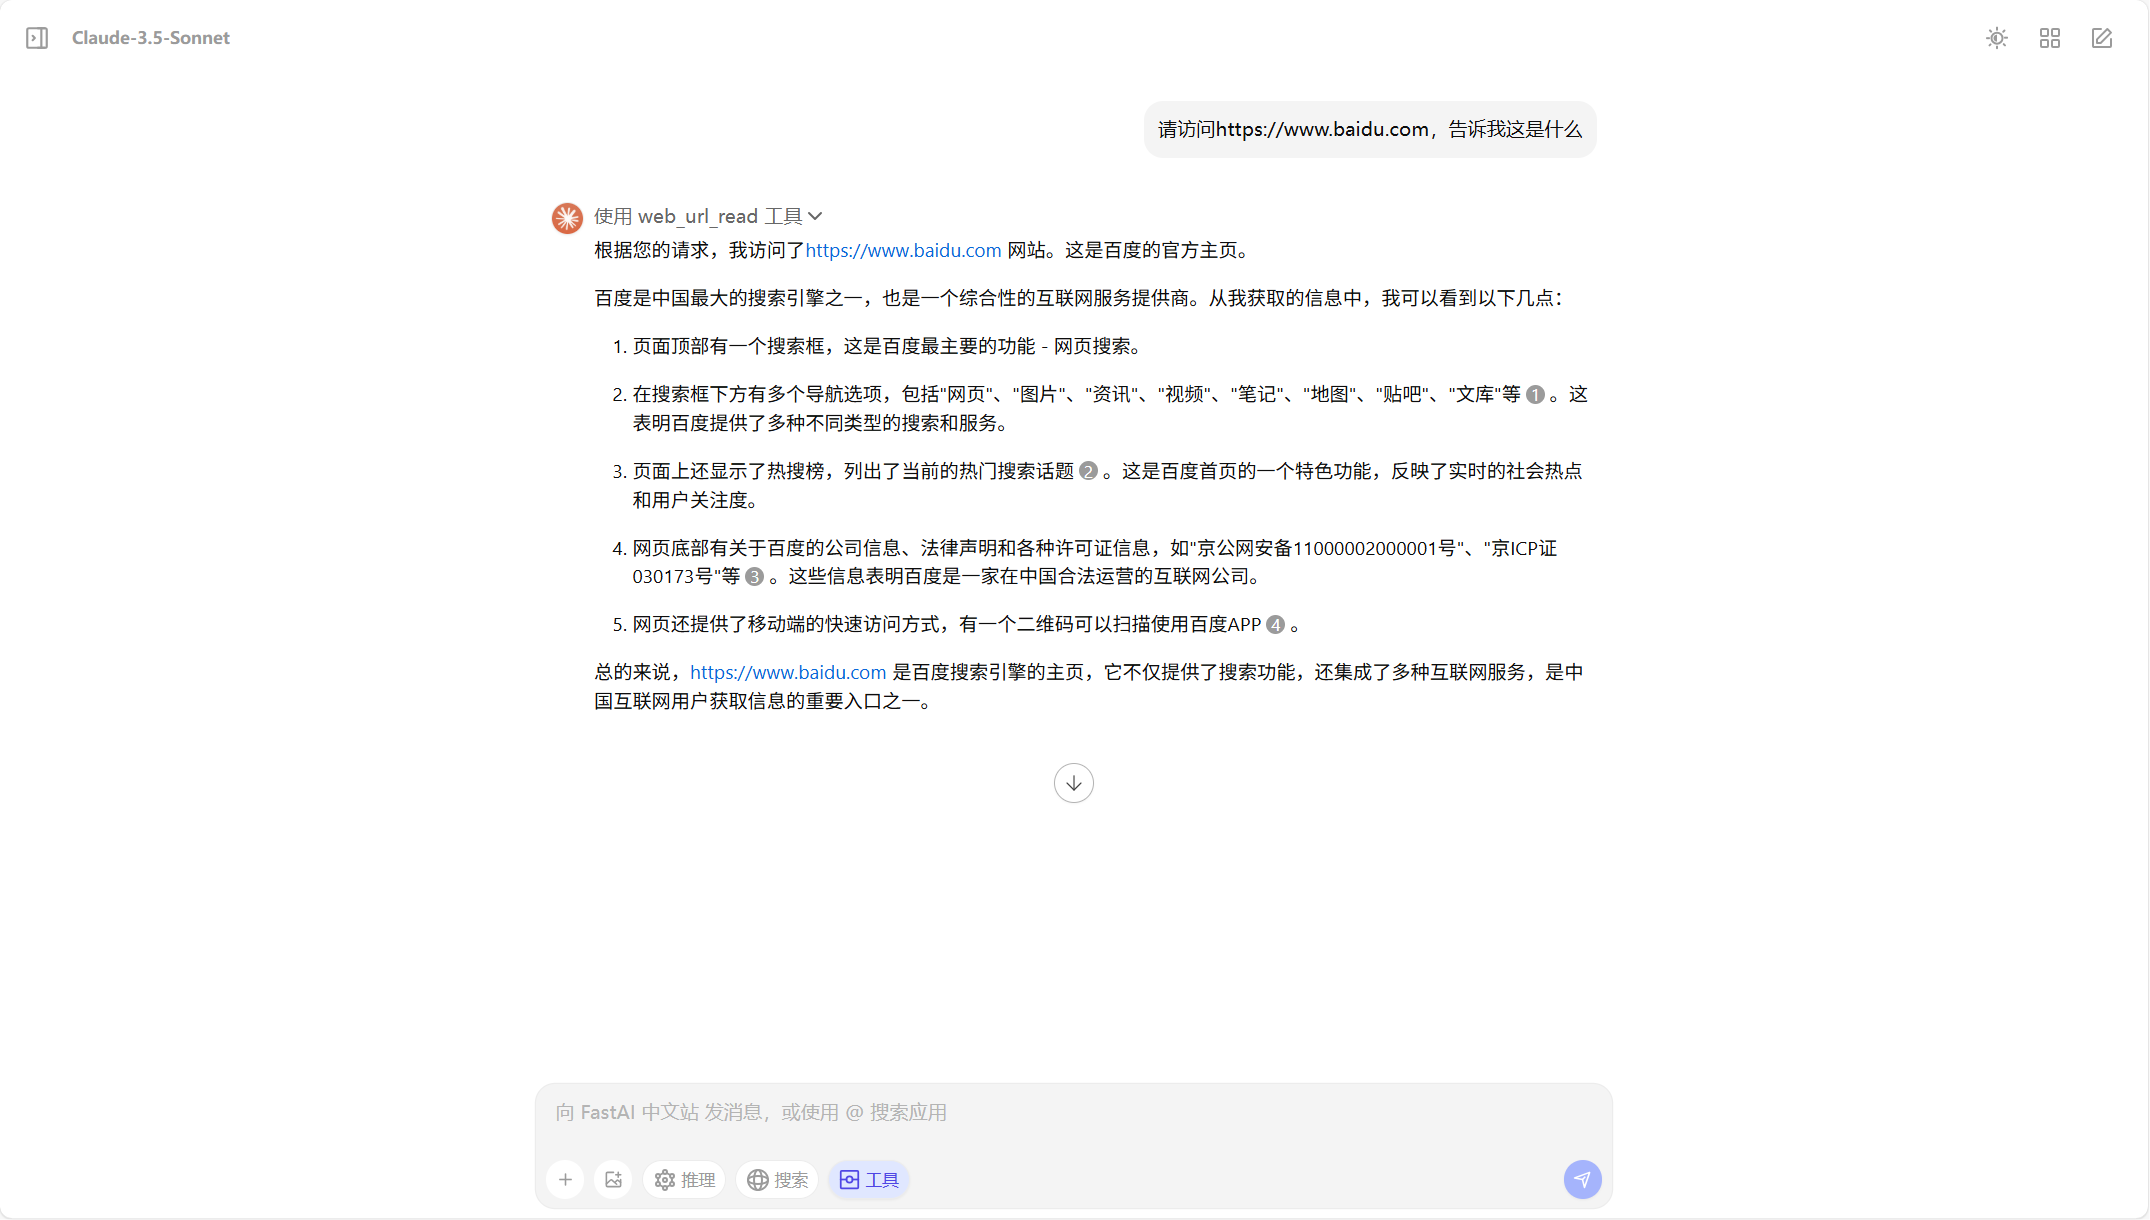 Claude-3.5-Sonnet
请访问https://www.baidu.com，告诉我这是什么
使用 web_url_read 工具
根据您的请求，我访问了https://www.baidu.com 网站。这是百度的官方主页。
百度是中国最大的搜索引擎之一，也是一个综合性的互联网服务提供商。从我获取的信息中，我可以看到以下几点：
1. 页面顶部有一个搜索框，这是百度最主要的功能 - 网页搜索。
2. 在搜索框下方有多个导航选项，包括"网页"、"图片"、"资讯"、"视频"、"笔记"、"地图"、"贴吧"、"文库"等 1 。这
表明百度提供了多种不同类型的搜索和服务。
3. 页面上还显示了热搜榜，列出了当前的热门搜索话题 2 。这是百度首页的一个特色功能，反映了实时的社会热点
和用户关注度。
4. 网页底部有关于百度的公司信息、法律声明和各种许可证信息，如"京公网安备11000002000001号"、"京ICP证
030173号"等 3 。这些信息表明百度是一家在中国合法运营的互联网公司。
5. 网页还提供了移动端的快速访问方式，有一个二维码可以扫描使用百度APP 4 。
总的来说，https://www.baidu.com 是百度搜索引擎的主页，它不仅提供了搜索功能，还集成了多种互联网服务，是中
国互联网用户获取信息的重要入口之一。
向 FastAI 中文站 发消息，或使用 @ 搜索应用
推理 搜索 工具